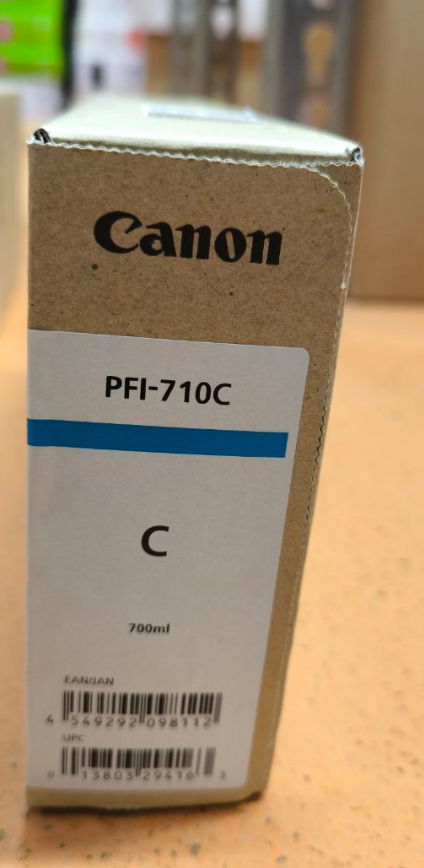 Canon
PFI-710C
C
700ml
EAN/JAN
4 549292 098112
UPC
0 13803 29416 3